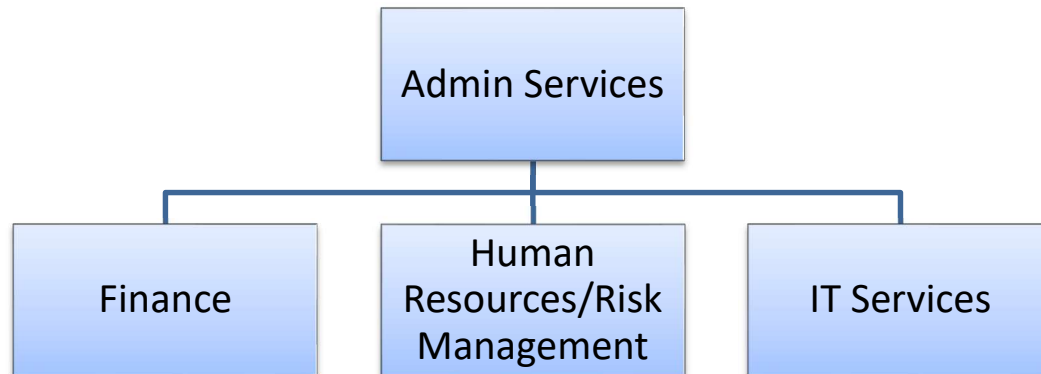 Admin Services
Finance
Human
Resources/Risk
Management
IT Services